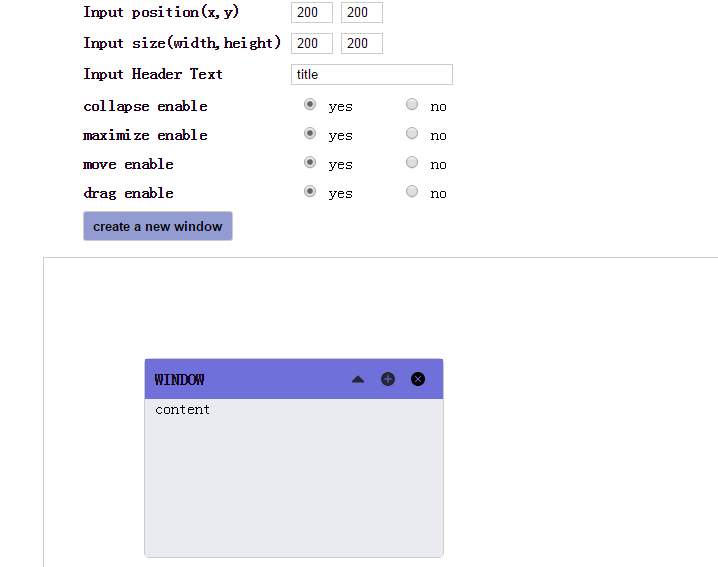 Input position(x,y) 200 200
Input size(width,height) 200 200
Input Header Text title
collapse enable yes no
maximize enable yes no
move enable yes no
drag enable yes no
create a new window
WINDOW
content